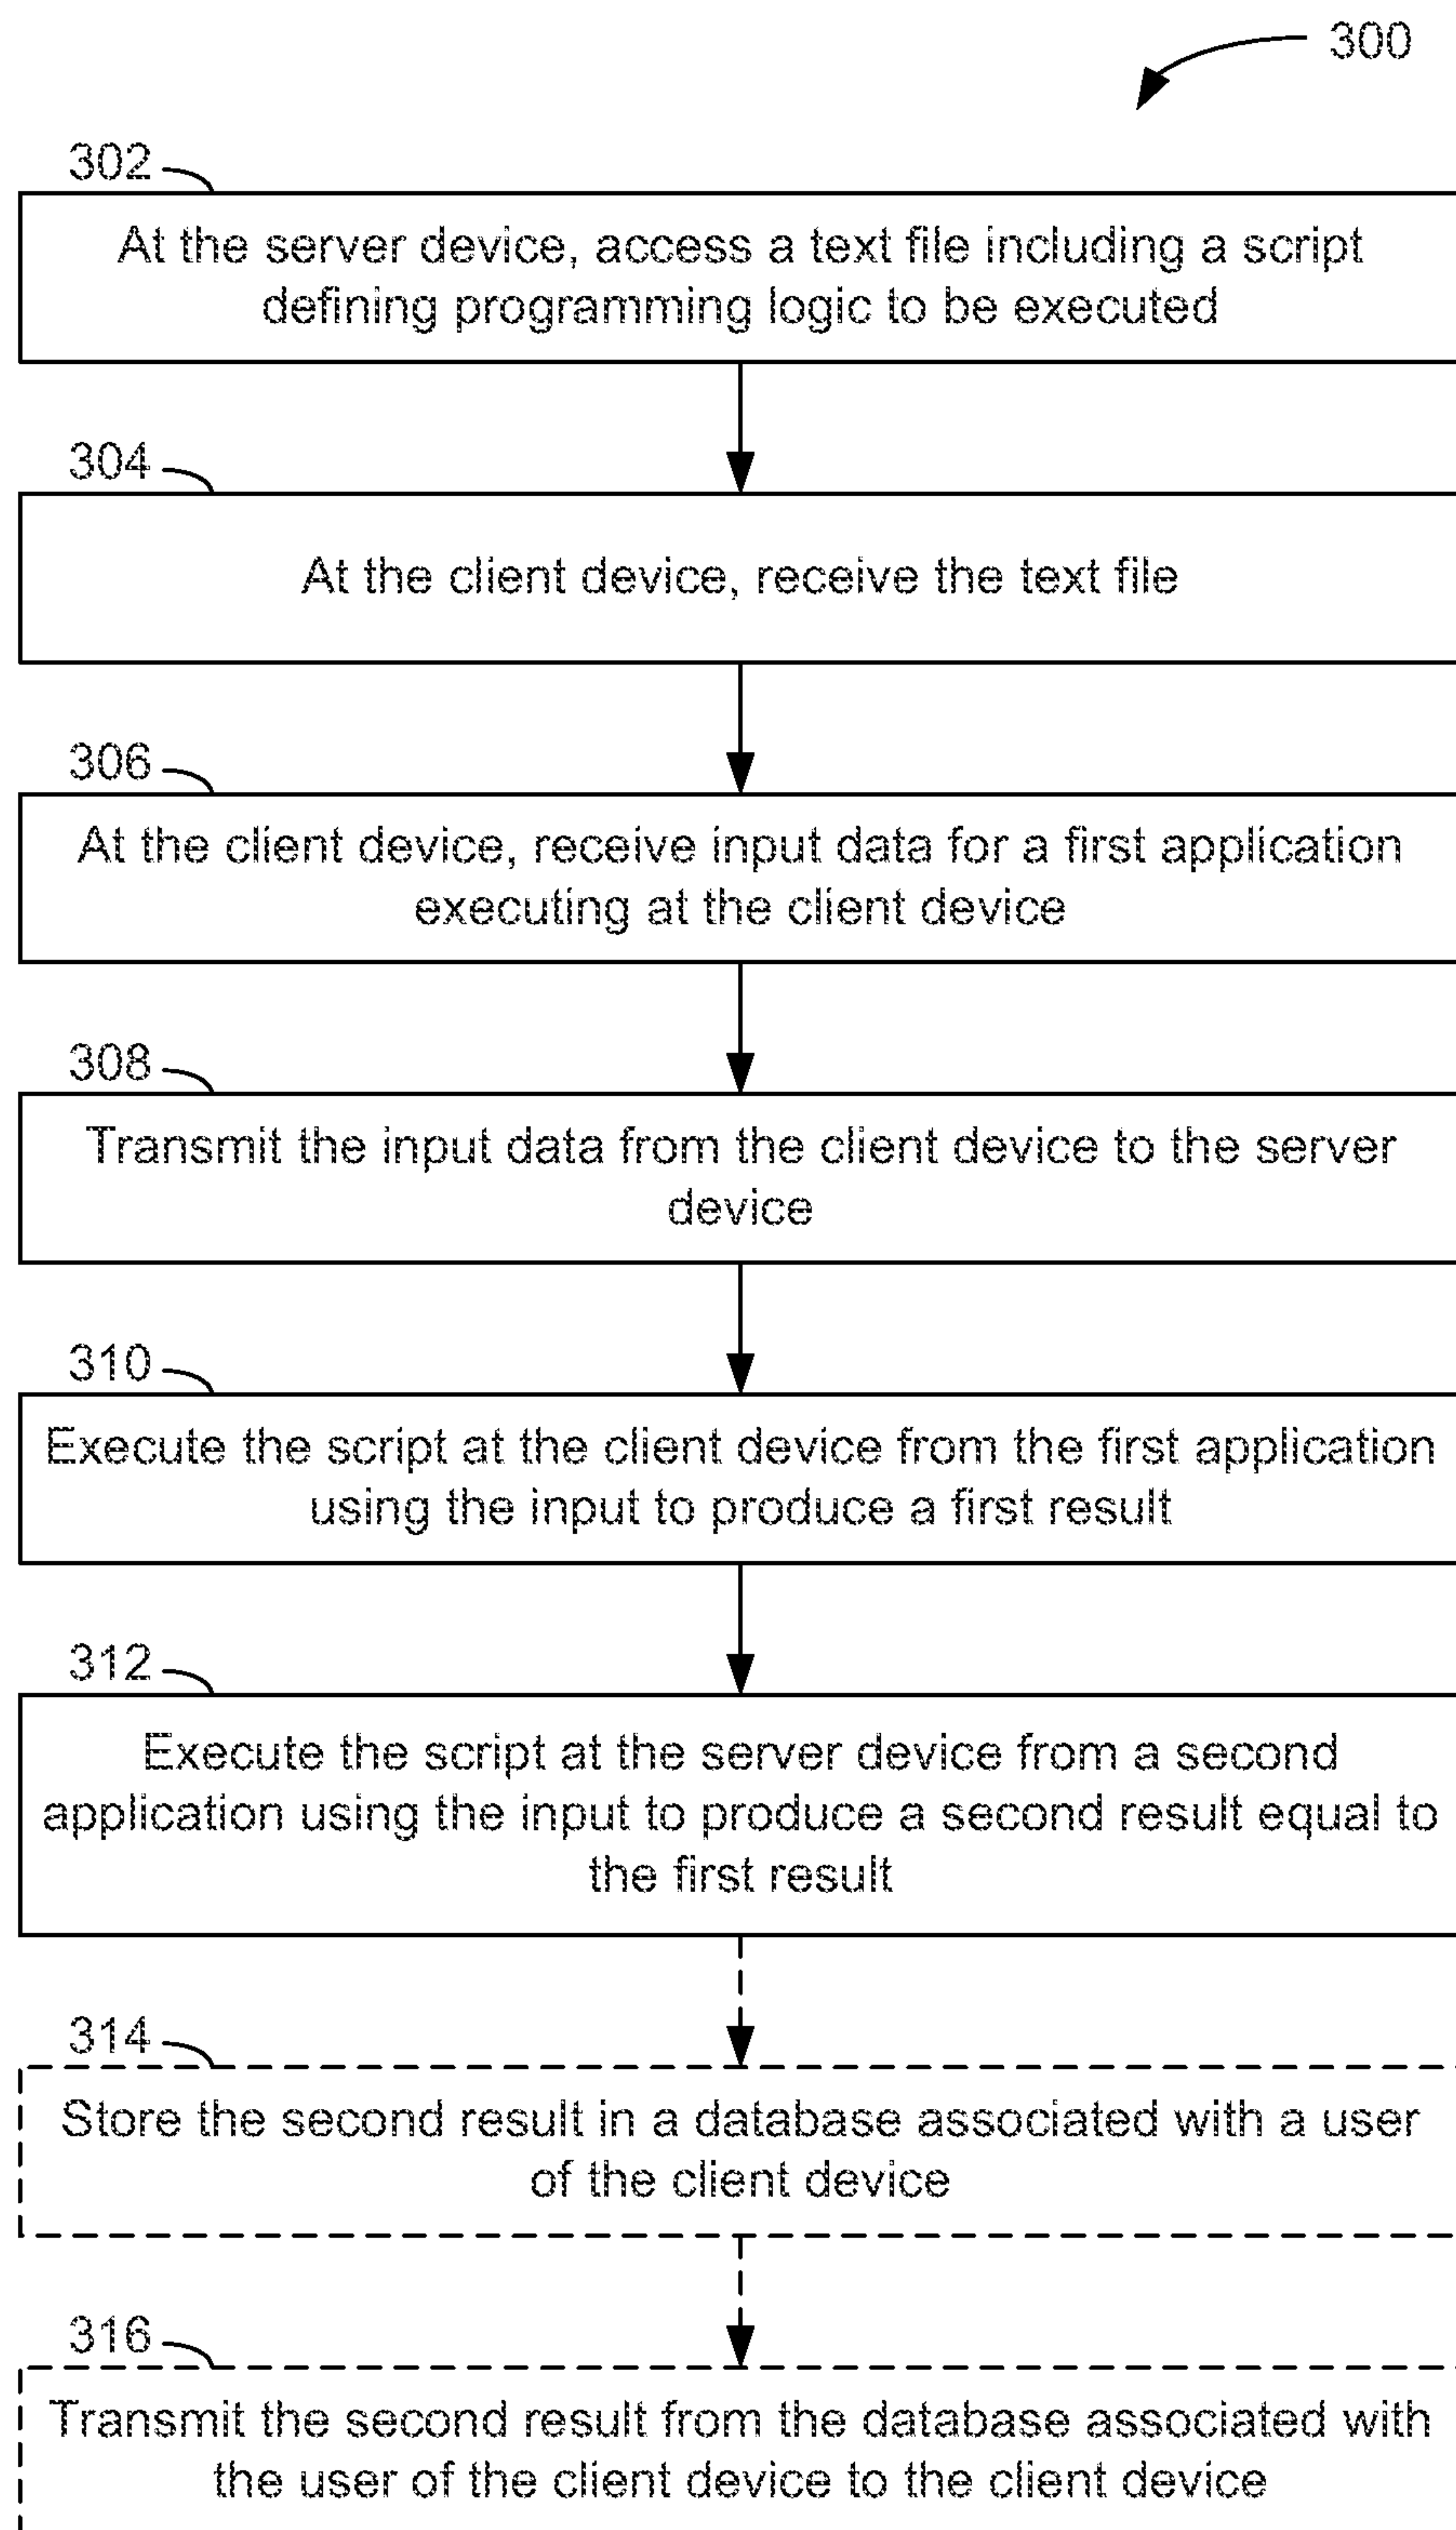 300
302
At the server device, access a text file including a script
defining programming logic to be executed
304
At the client device, receive the text file
306
At the client device, receive input data for a first application
executing at the client device
308
Transmit the input data from the client device to the server
device
310
Execute the script at the client device from the first application
using the input to produce a first result
312
Execute the script at the server device from a second
application using the input to produce a second result equal to
the first result
314
Store the second result in a database associated with a user
of the client device
316
Transmit the second result from the database associated with
the user of the client device to the client device